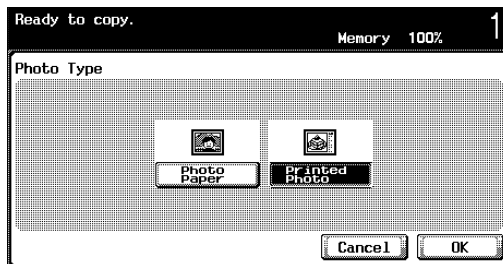 Ready to copy.
1
Memory 100%
Photo Type
Photo
Paper
Printed
Photo
Cancel
OK